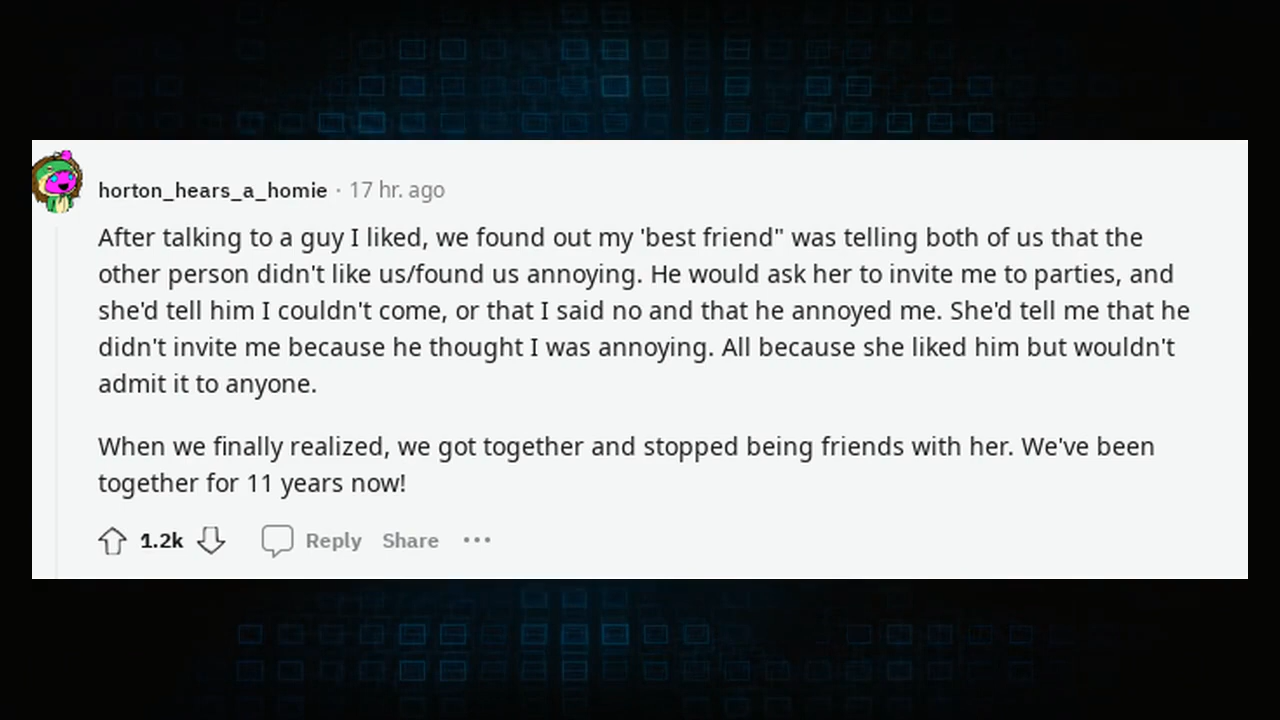 horton_hears_a_homie · 17 hr. ago
After talking to a guy I liked, we found out my 'best friend" was telling both of us that the
other person didn't like us/found us annoying. He would ask her to invite me to parties, and
she'd tell him I couldn't come, or that I said no and that he annoyed me. She'd tell me that he
didn't invite me because he thought I was annoying. All because she liked him but wouldn't
admit it to anyone.
When we finally realized, we got together and stopped being friends with her. We've been
together for 11 years now!
1.2k Reply Share •••